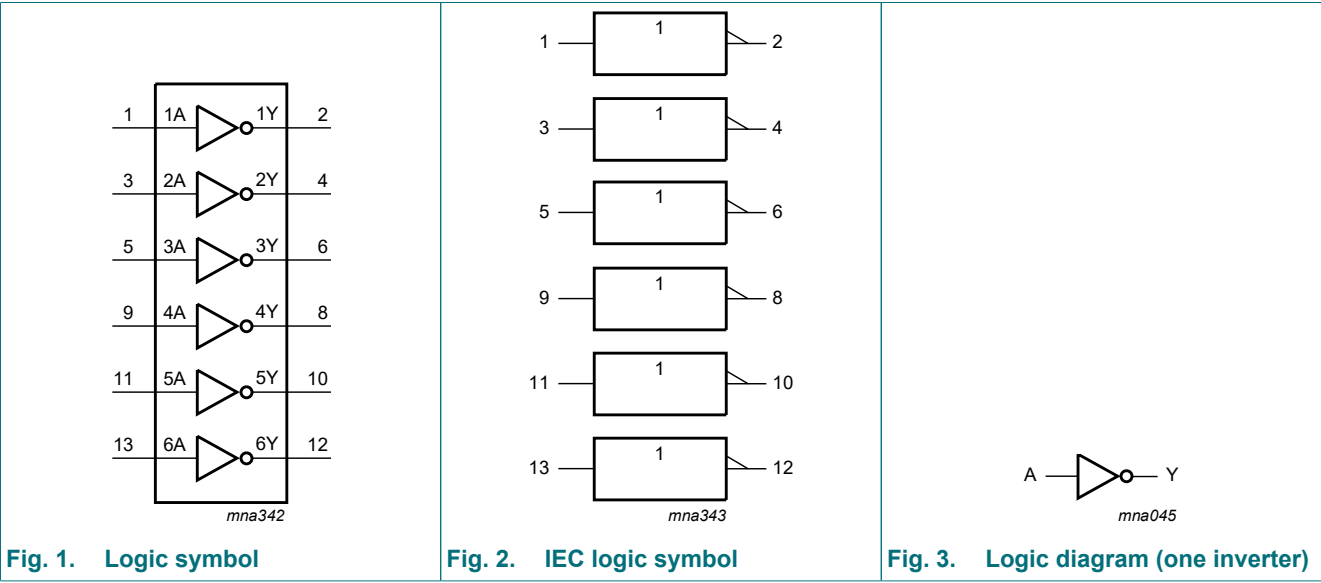 1 1A 1Y 2
3 2A 2Y 4
5 3A 3Y 6
9 4A 4Y 8
11 5A 5Y 10
13 6A 6Y 12
mna342
Fig. 1. Logic symbol
1 1 2
3 1 4
5 1 6
9 1 8
11 1 10
13 1 12
mna343
Fig. 2. IEC logic symbol
A Y
mna045
Fig. 3. Logic diagram (one inverter)